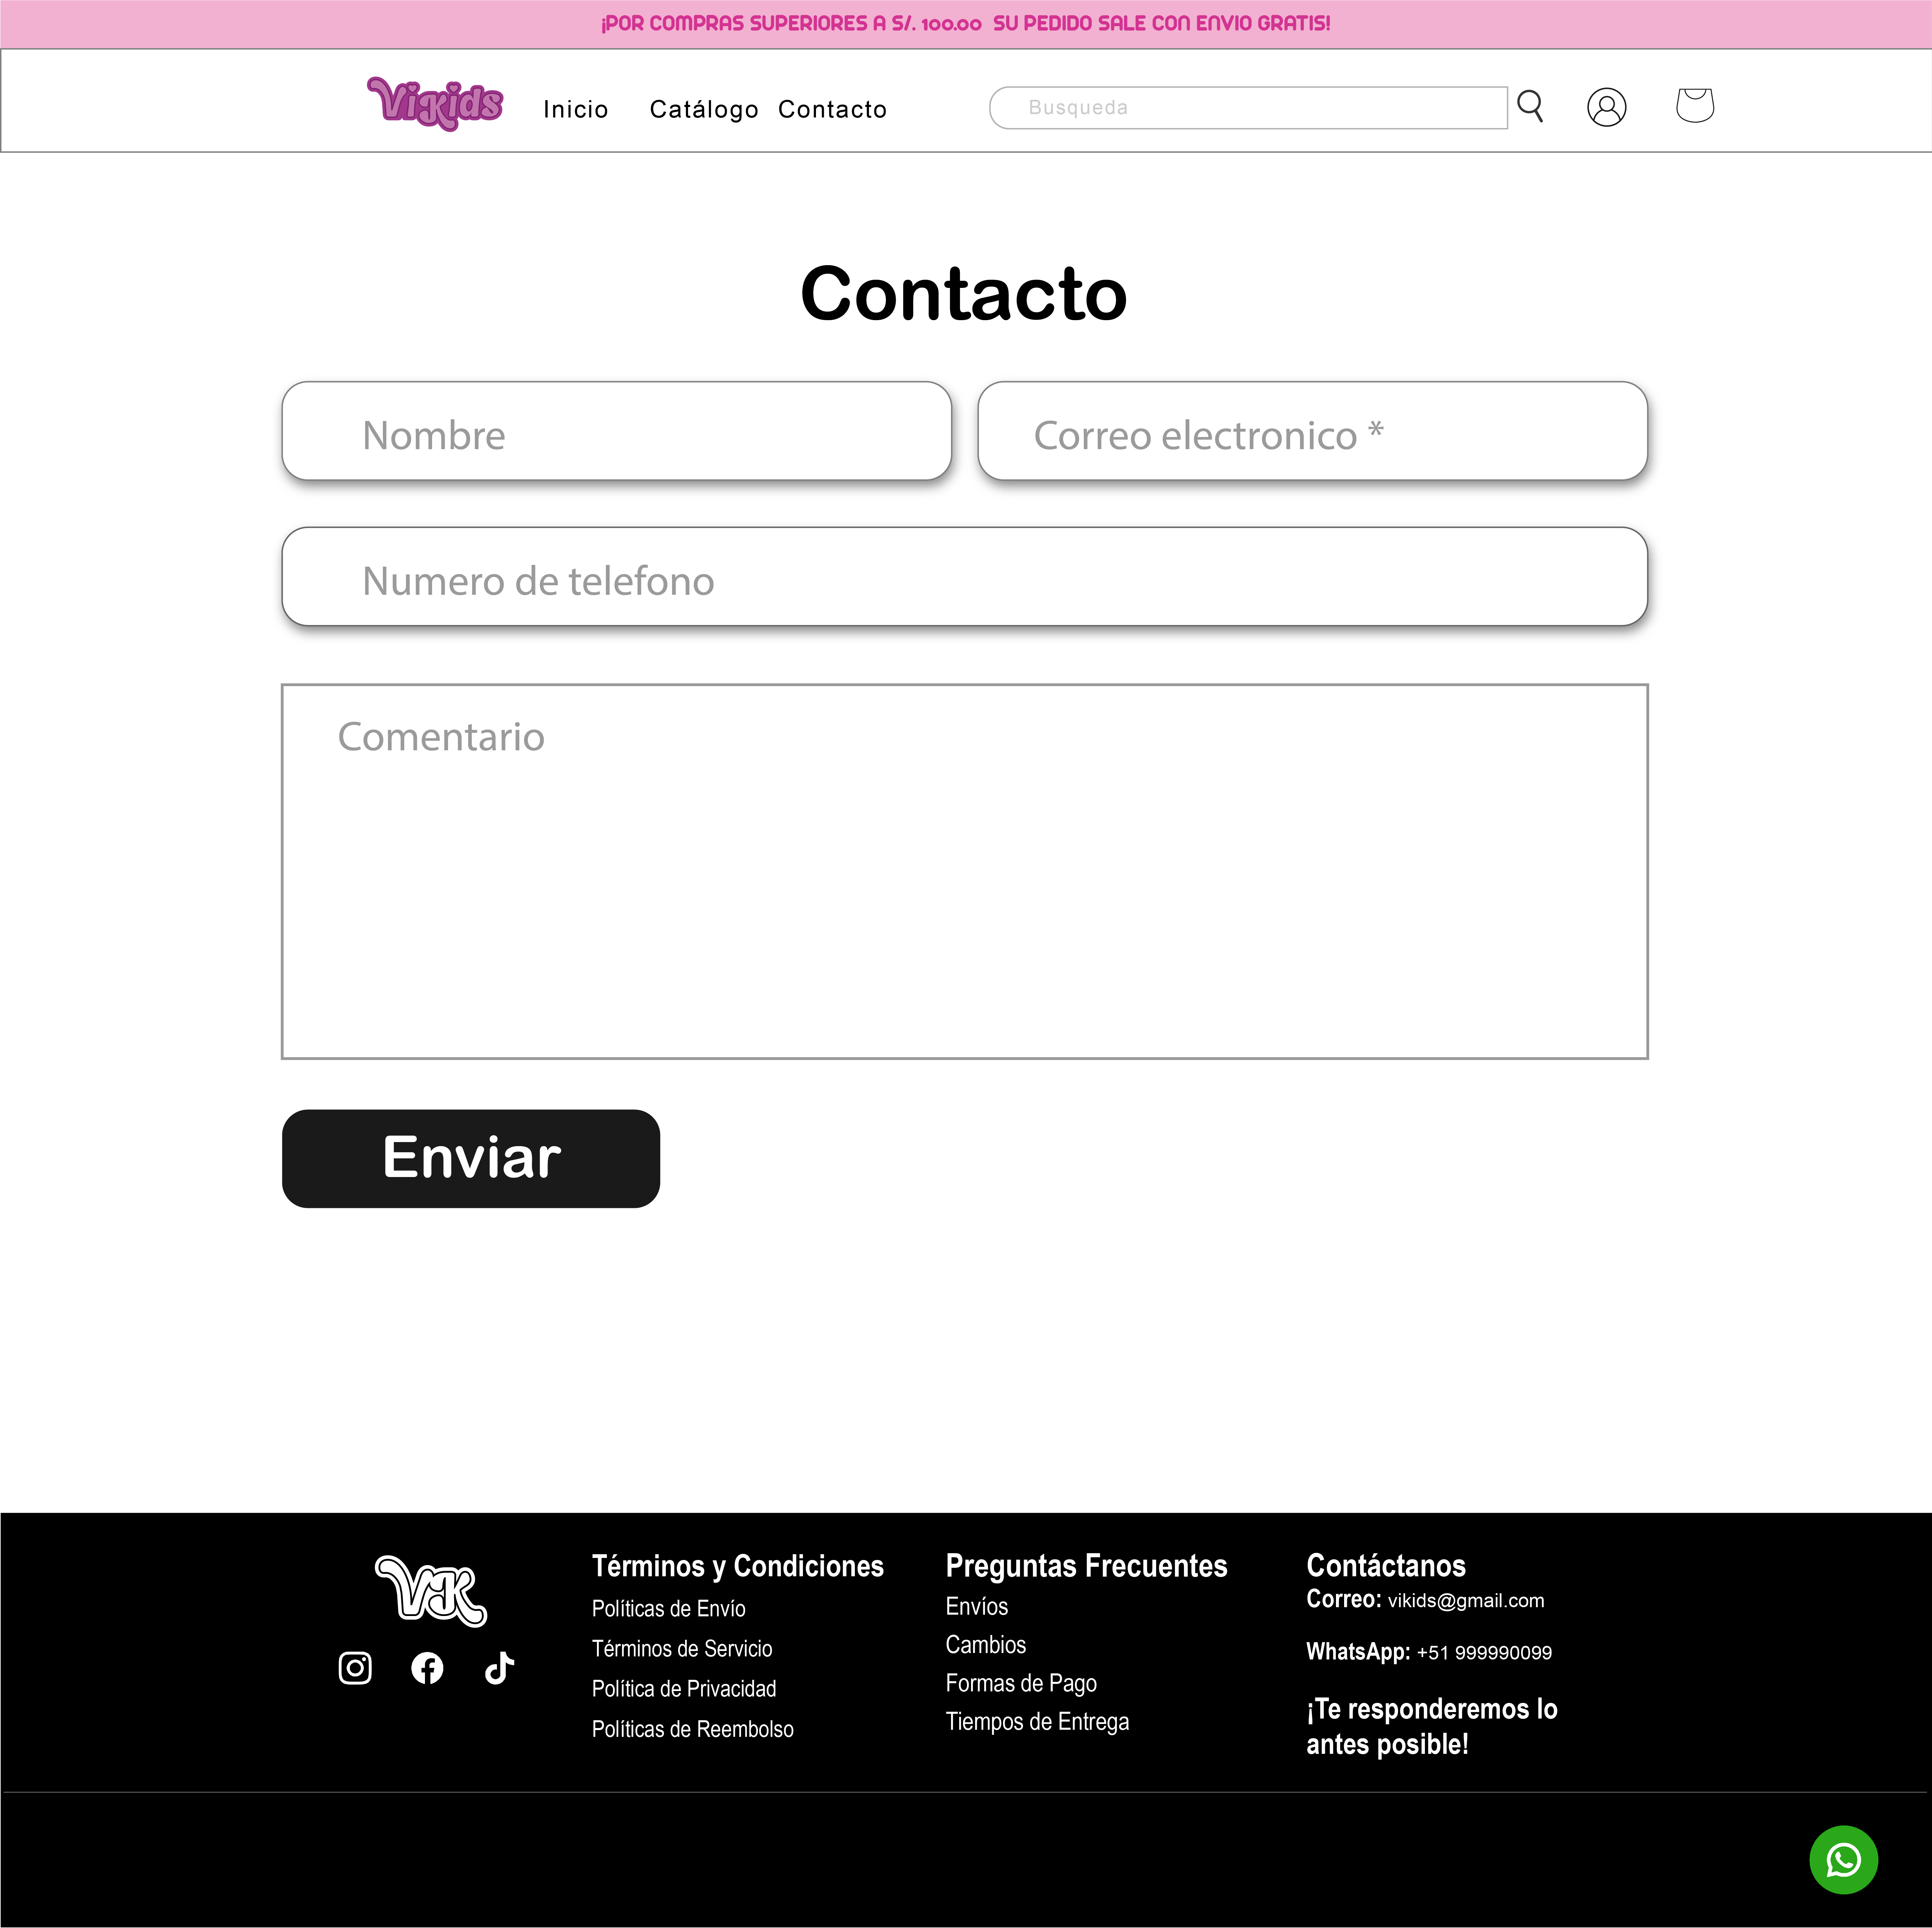 ¡POR COMPRAS SUPERIORES A S/. 100.00 SU PEDIDO SALE CON ENVIO GRATIS!
ViKids
Inicio Catálogo Contacto
Busqueda
Contacto
Nombre
Correo electronico *
Numero de telefono
Comentario
Enviar
VK
Términos y Condiciones
Políticas de Envío
Términos de Servicio
Política de Privacidad
Políticas de Reembolso
Preguntas Frecuentes
Envíos
Cambios
Formas de Pago
Tiempos de Entrega
Contáctanos
Correo: vikids@gmail.com
WhatsApp: +51 999990099
¡Te responderemos lo
antes posible!